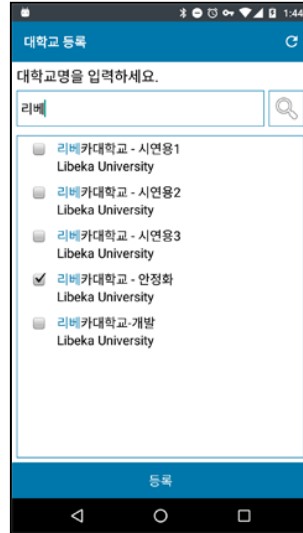 1:44
대학교 등록
대학교명을 입력하세요.
리베
리베카대학교 - 시연용1
Libeka University
리베카대학교 - 시연용2
Libeka University
리베카대학교 - 시연용3
Libeka University
리베카대학교 - 안정화
Libeka University
리베카대학교-개발
Libeka University
등록